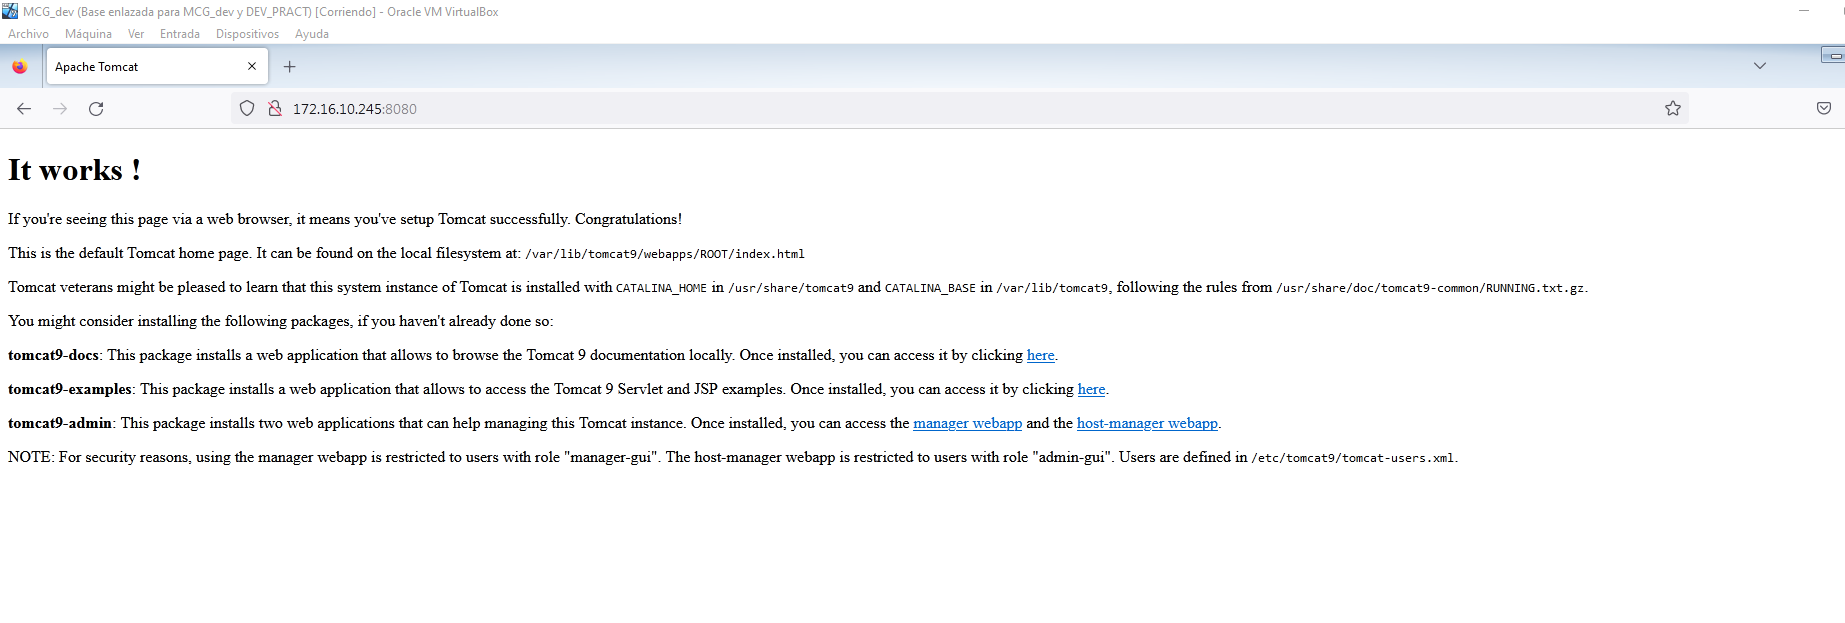 MCG_dev (Base enlazada para MCG_dev y DEV_PRACT) [Corriendo] - Oracle VM VirtualBox
Archivo Máquina Ver Entrada Dispositivos Ayuda
Apache Tomcat
172.16.10.245:8080
It works !
If you're seeing this page via a web browser, it means you've setup Tomcat successfully. Congratulations!
This is the default Tomcat home page. It can be found on the local filesystem at: /var/lib/tomcat9/webapps/ROOT/index.html
Tomcat veterans might be pleased to learn that this system instance of Tomcat is installed with CATALINA_HOME in /usr/share/tomcat9 and CATALINA_BASE in /var/lib/tomcat9, following the rules from /usr/share/doc/tomcat9-common/RUNNING.txt.gz.
You might consider installing the following packages, if you haven't already done so:
tomcat9-docs: This package installs a web application that allows to browse the Tomcat 9 documentation locally. Once installed, you can access it by clicking here.
tomcat9-examples: This package installs a web application that allows to access the Tomcat 9 Servlet and JSP examples. Once installed, you can access it by clicking here.
tomcat9-admin: This package installs two web applications that can help managing this Tomcat instance. Once installed, you can access the manager webapp and the host-manager webapp.
NOTE: For security reasons, using the manager webapp is restricted to users with role "manager-gui". The host-manager webapp is restricted to users with role "admin-gui". Users are defined in /etc/tomcat9/tomcat-users.xml.